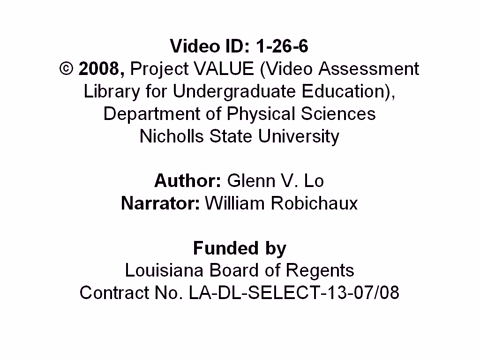 Video ID: 1-26-6
© 2008, Project VALUE (Video Assessment
Library for Undergraduate Education),
Department of Physical Sciences
Nicholls State University
Author: Glenn V. Lo
Narrator: William Robichaux
Funded by
Louisiana Board of Regents
Contract No. LA-DL-SELECT-13-07/08